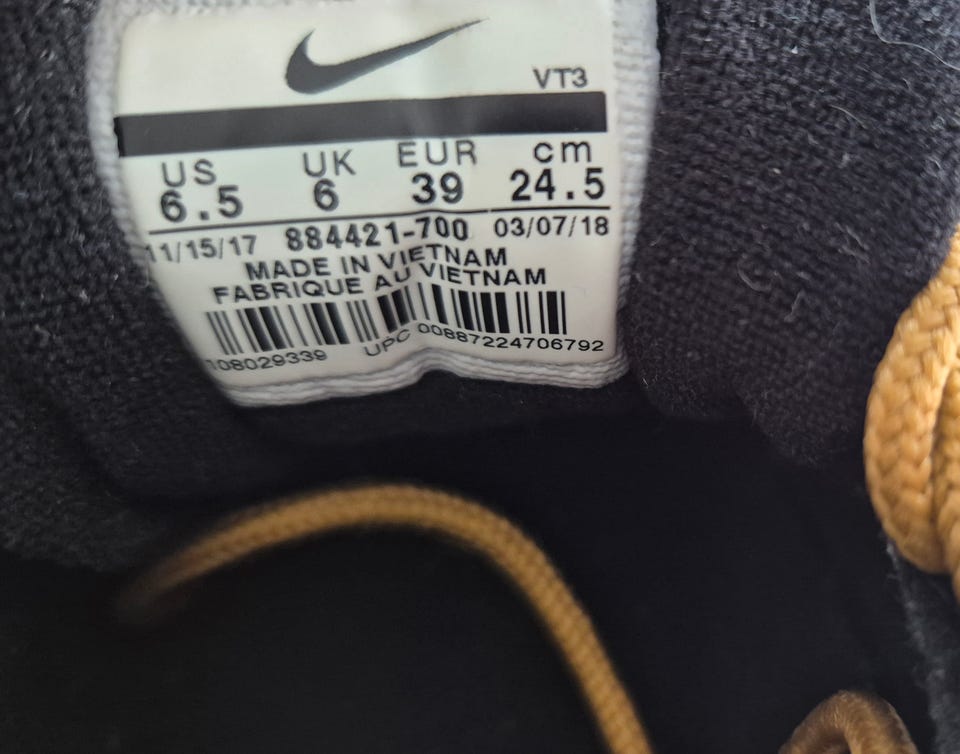 VT3
US UK EUR cm
6.5 6 39 24.5
11/15/17 884421-700 03/07/18
MADE IN VIETNAM
FABRIQUE AU VIETNAM
108029339 UPC 00887224706792